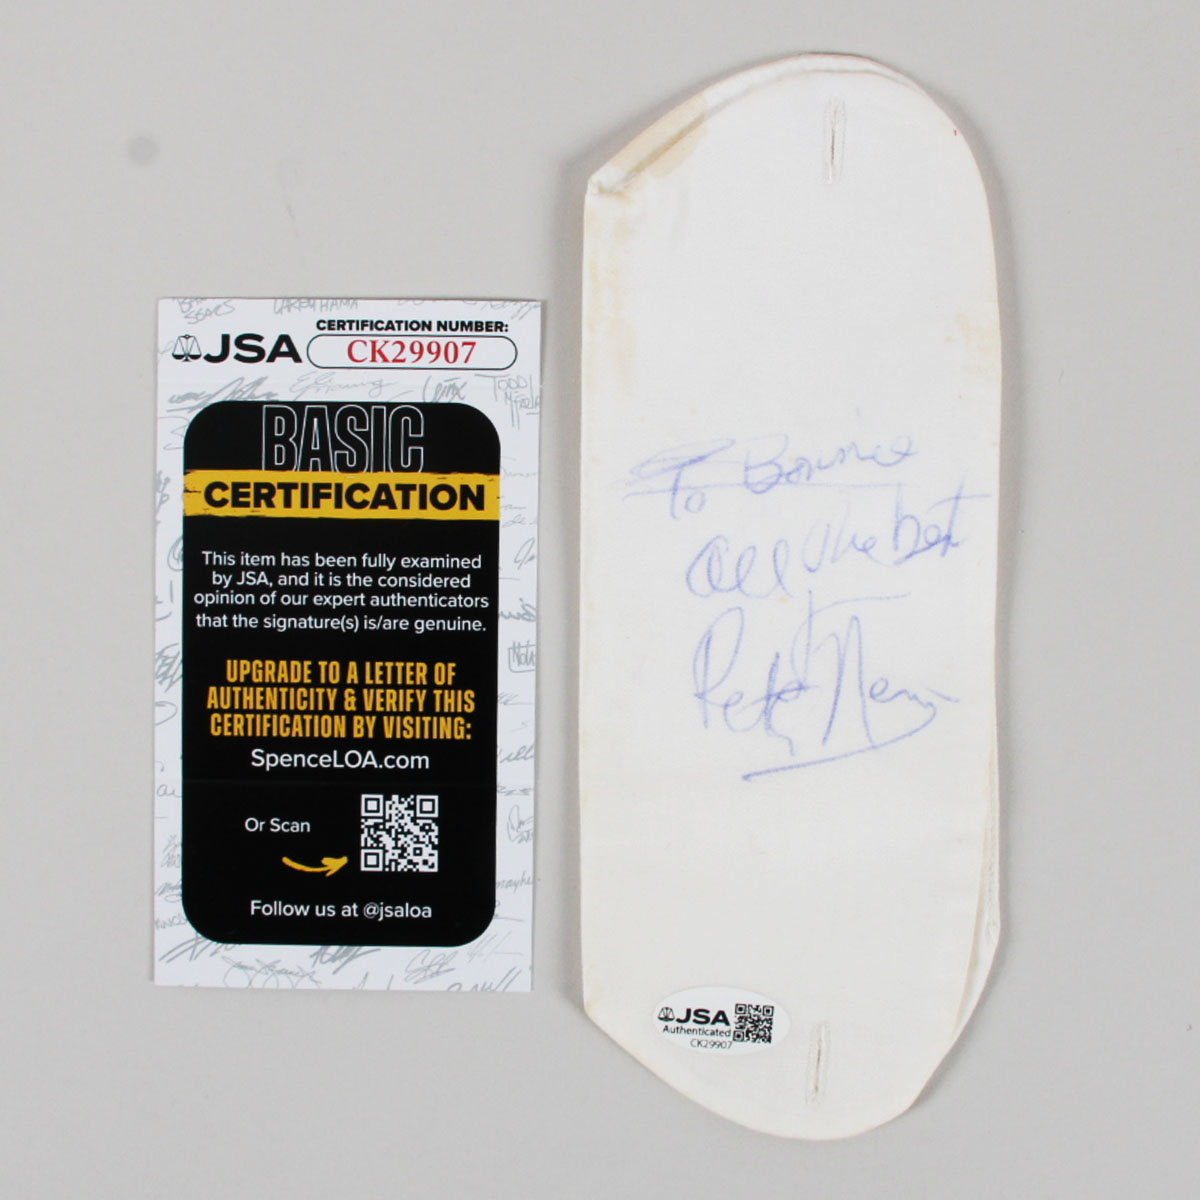 JSA
CERTIFICATION NUMBER:
CK29907
BASIC
CERTIFICATION
This item has been fully examined
by JSA, and it is the considered
opinion of our expert authenticators
that the signature(s) is/are genuine.
UPGRADE TO A LETTER OF
AUTHENTICITY & VERIFY THIS
CERTIFICATION BY VISITING:
SpenceLOA.com
Or Scan
Follow us at @jsaloa
To
All the best
Pete
JSA
Authenticated
CK29907